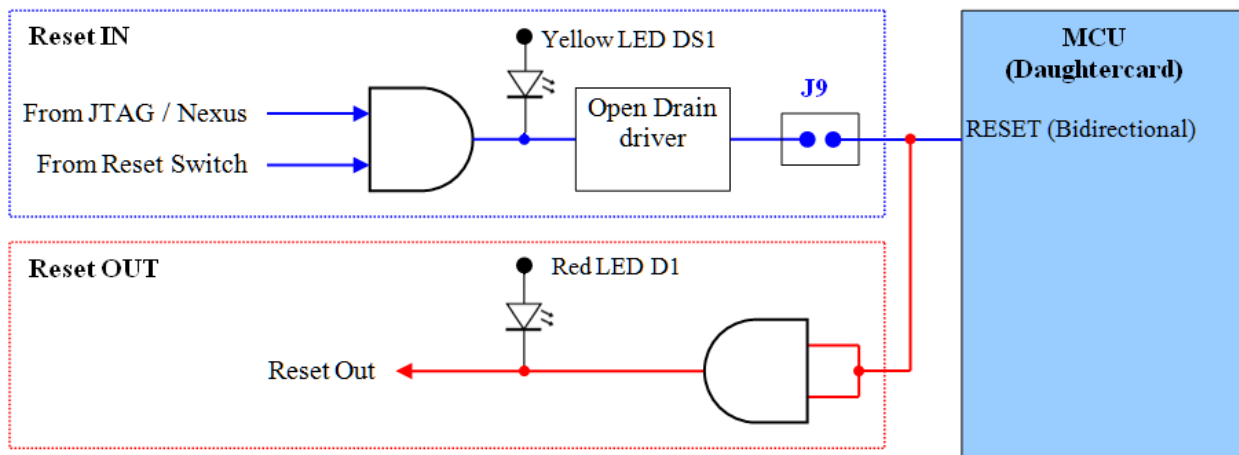 Reset IN
Yellow LED DS1
From JTAG / Nexus
From Reset Switch
Open Drain
driver
J9
MCU
(Daughtercard)
RESET (Bidirectional)
Reset OUT
Red LED D1
Reset Out